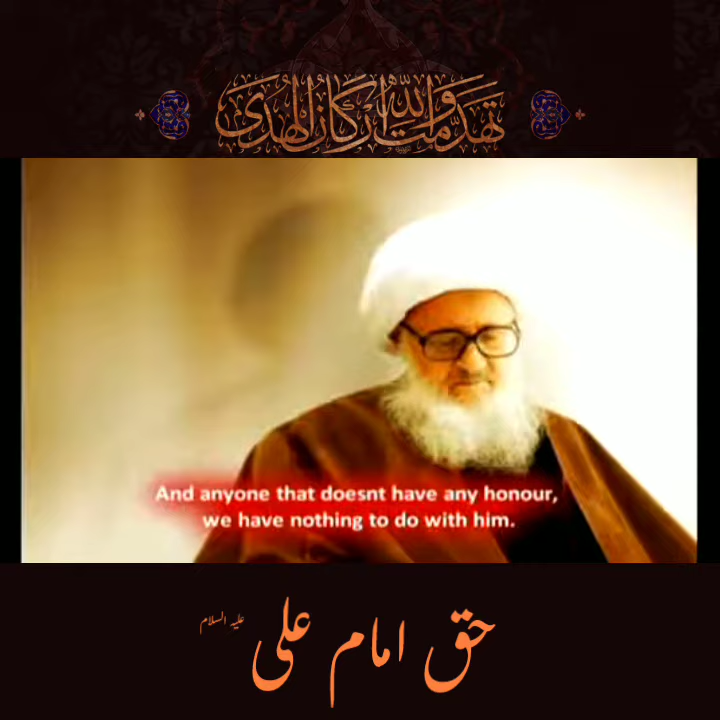 تهدمت والله أركان الهدى
And anyone that doesnt have any honour,
we have nothing to do with him.
حق امام علی علیه السلام